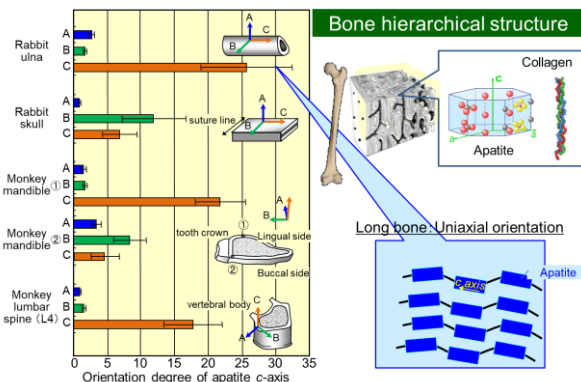 Rabbit
ulna
A
B
C
Rabbit
skull
A
B
C
Monkey
mandible①
A
B
C
Monkey
mandible
②
A
B
C
Monkey
lumbar
spine (L4)
A
B
C
0 5 10 15 20 25 30 35
Orientation degree of apatite c-axis
A
B
C
suture line
A
B
C
A
B
C
①
tooth crown
Lingual side
②
Buccal side
vertebral body
C
A
B
Bone hierarchical structure
Collagen
c
a
a
Apatite
Long bone: Uniaxial orientation
Apatite
c axis